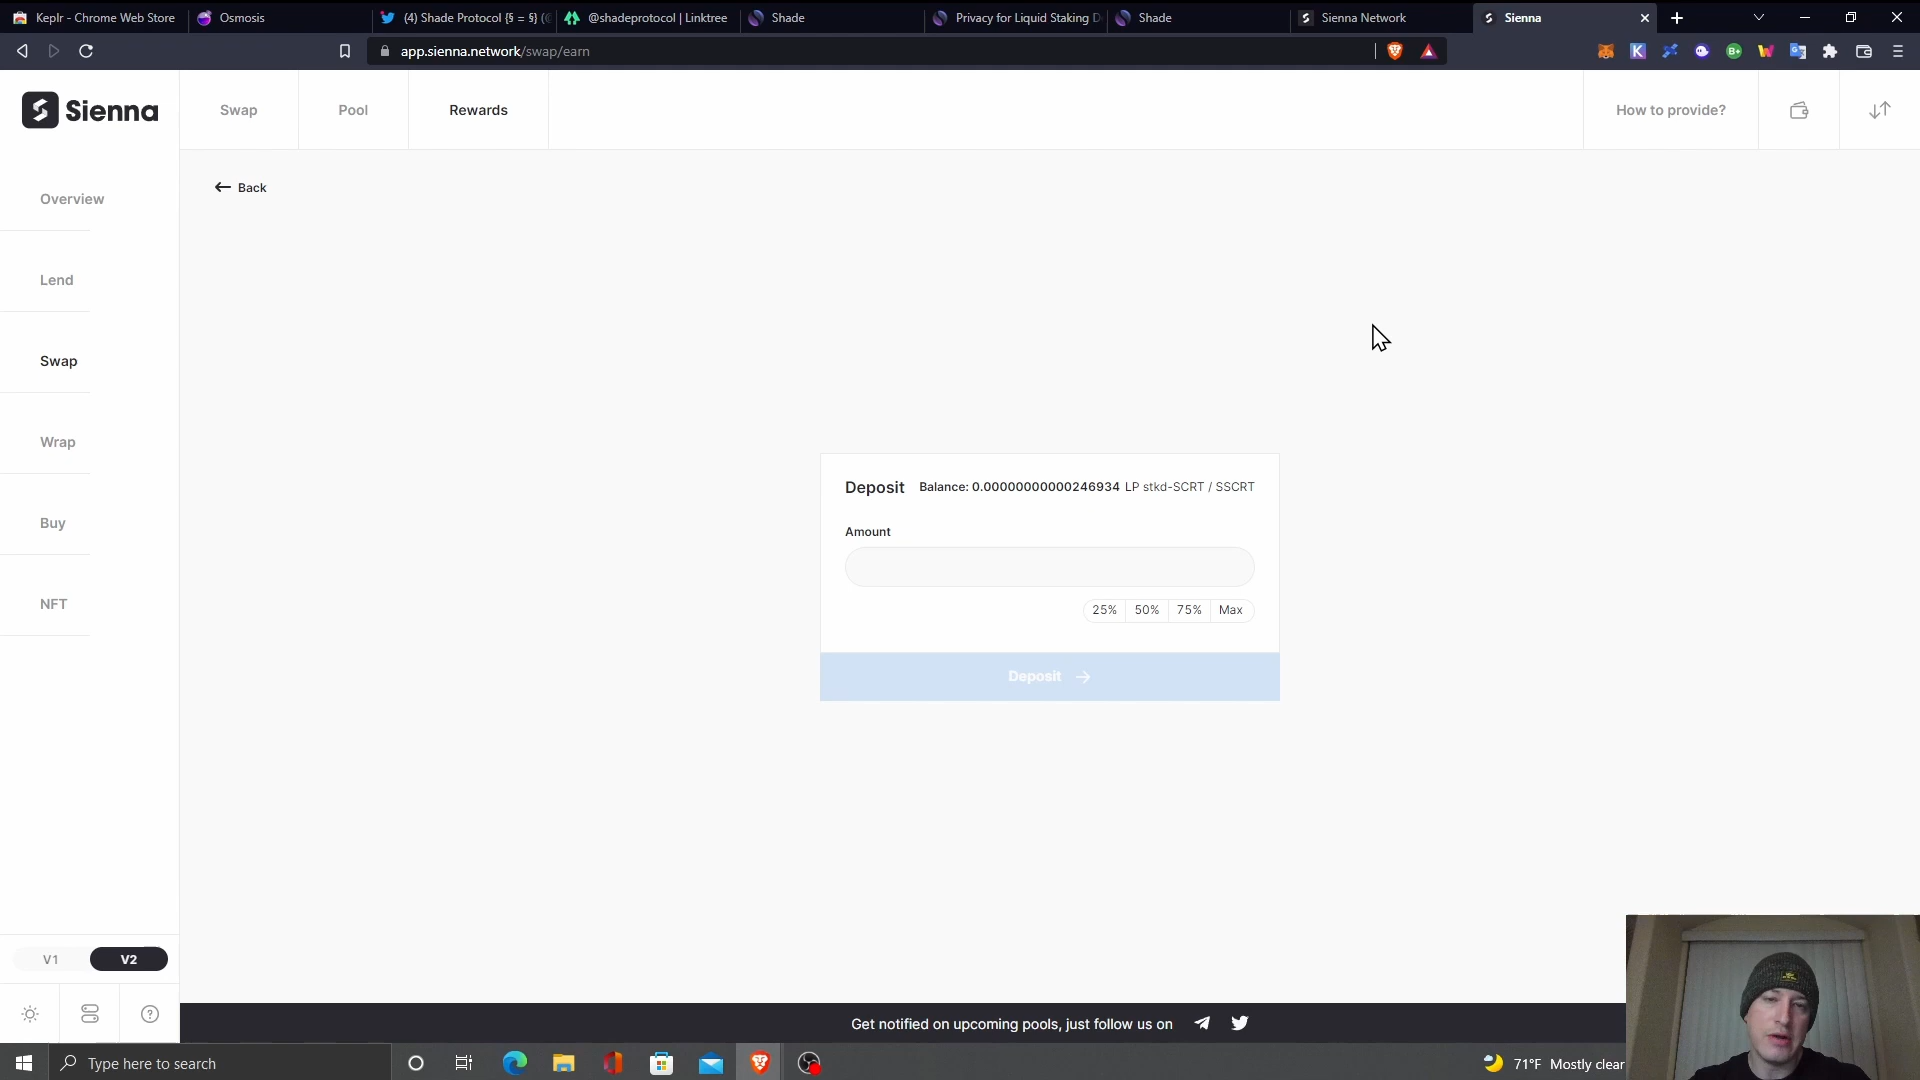 Keplr - Chrome Web Store
Osmosis
(4) Shade Protocol {§ = §} (
@shadeprotocol | Linktree
Shade
Privacy for Liquid Staking D
Shade
Sienna Network
Sienna
app.sienna.network/swap/earn
Sienna
Swap
Pool
Rewards
How to provide?
Back
Overview
Lend
Swap
Wrap
Buy
NFT
Deposit
Balance: 0.00000000000246934 LP stkd-SCRT / SSCRT
Amount
25%
50%
75%
Max
Deposit
V1
V2
Get notified on upcoming pools, just follow us on
Type here to search
71°F Mostly clear